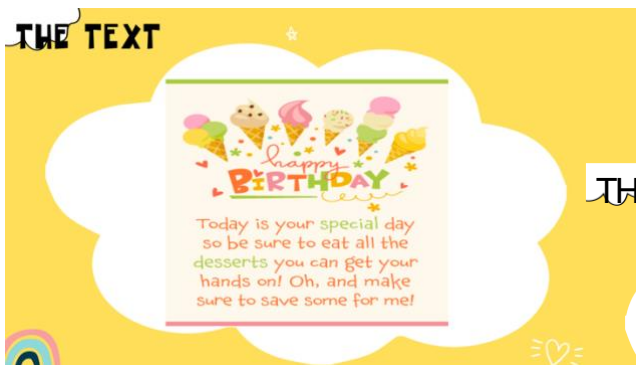 THE TEXT
happy
BIRTHDAY
Today is your special day
so be sure to eat all the
desserts you can get your
hands on! Oh, and make
sure to save some for me!
TH